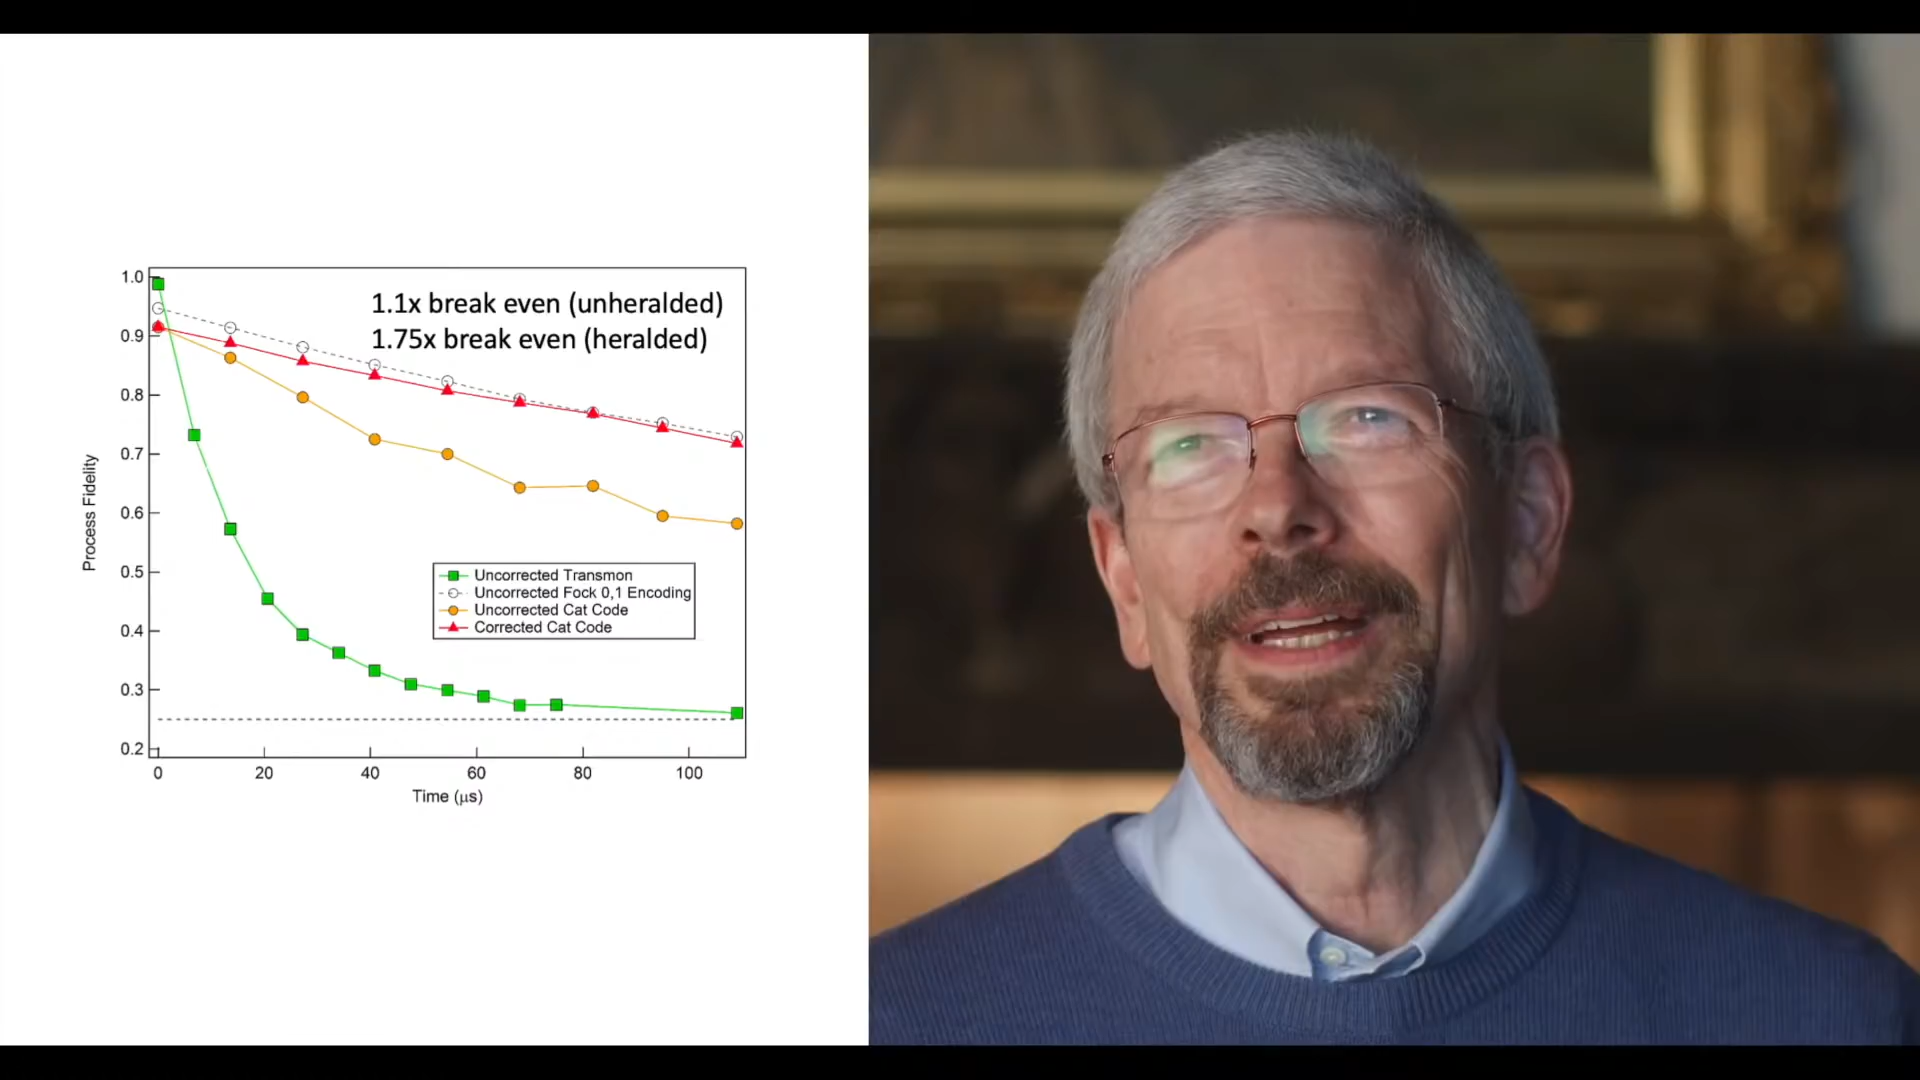 1.1x break even (unheralded)
1.75x break even (heralded)
1.0
0.9
0.8
0.7
0.6
0.5
0.4
0.3
0.2
Process Fidelity
Uncorrected Transmon
Uncorrected Fock 0,1 Encoding
Uncorrected Cat Code
Corrected Cat Code
0 20 40 60 80 100
Time (μs)